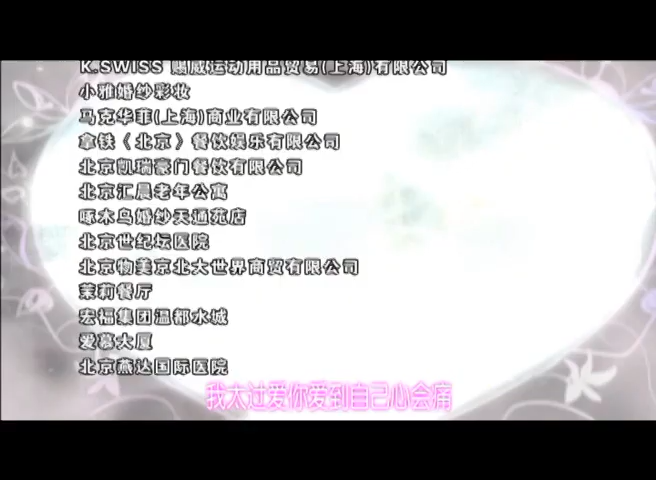 K.SWISS 赐威运动用品贸易(上海)有限公司
小雅婚纱彩妆
马克华菲(上海)商业有限公司
拿铁（北京）餐饮娱乐有限公司
北京凯瑞豪门餐饮有限公司
北京汇晨老年公寓
啄木鸟婚纱天通苑店
北京世纪坛医院
北京物美京北大世界商贸有限公司
茉莉餐厅
宏福集团温都水城
爱慕大厦
北京燕达国际医院
我太过爱你爱到自己心会痛